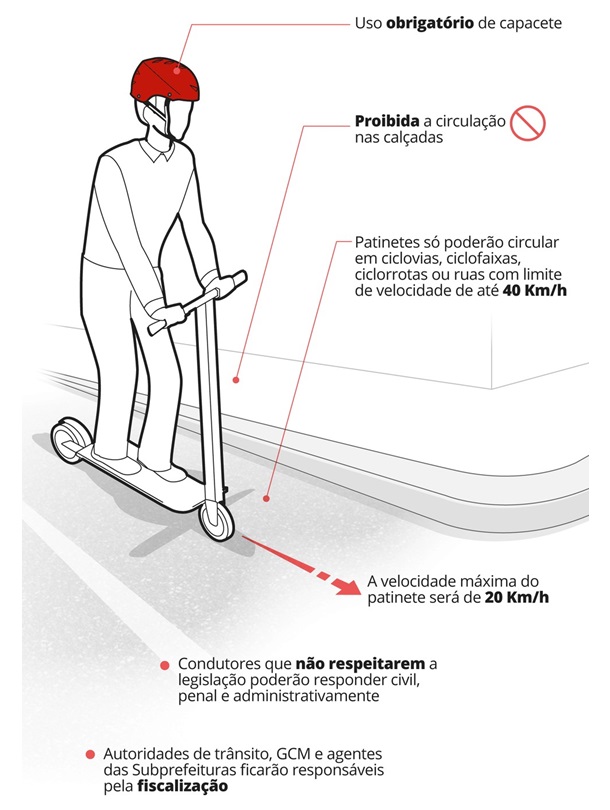 Uso obrigatório de capacete
Proibida a circulação
nas calçadas
Patinetes só poderão circular
em ciclovias, ciclofaixas,
ciclorrotas ou ruas com limite
de velocidade de até 40 Km/h
A velocidade máxima do
patinete será de 20 Km/h
Condutores que não respeitarem a
legislação poderão responder civil,
penal e administrativamente
Autoridades de trânsito, GCM e agentes
das Subprefeituras ficarão responsáveis
pela fiscalização